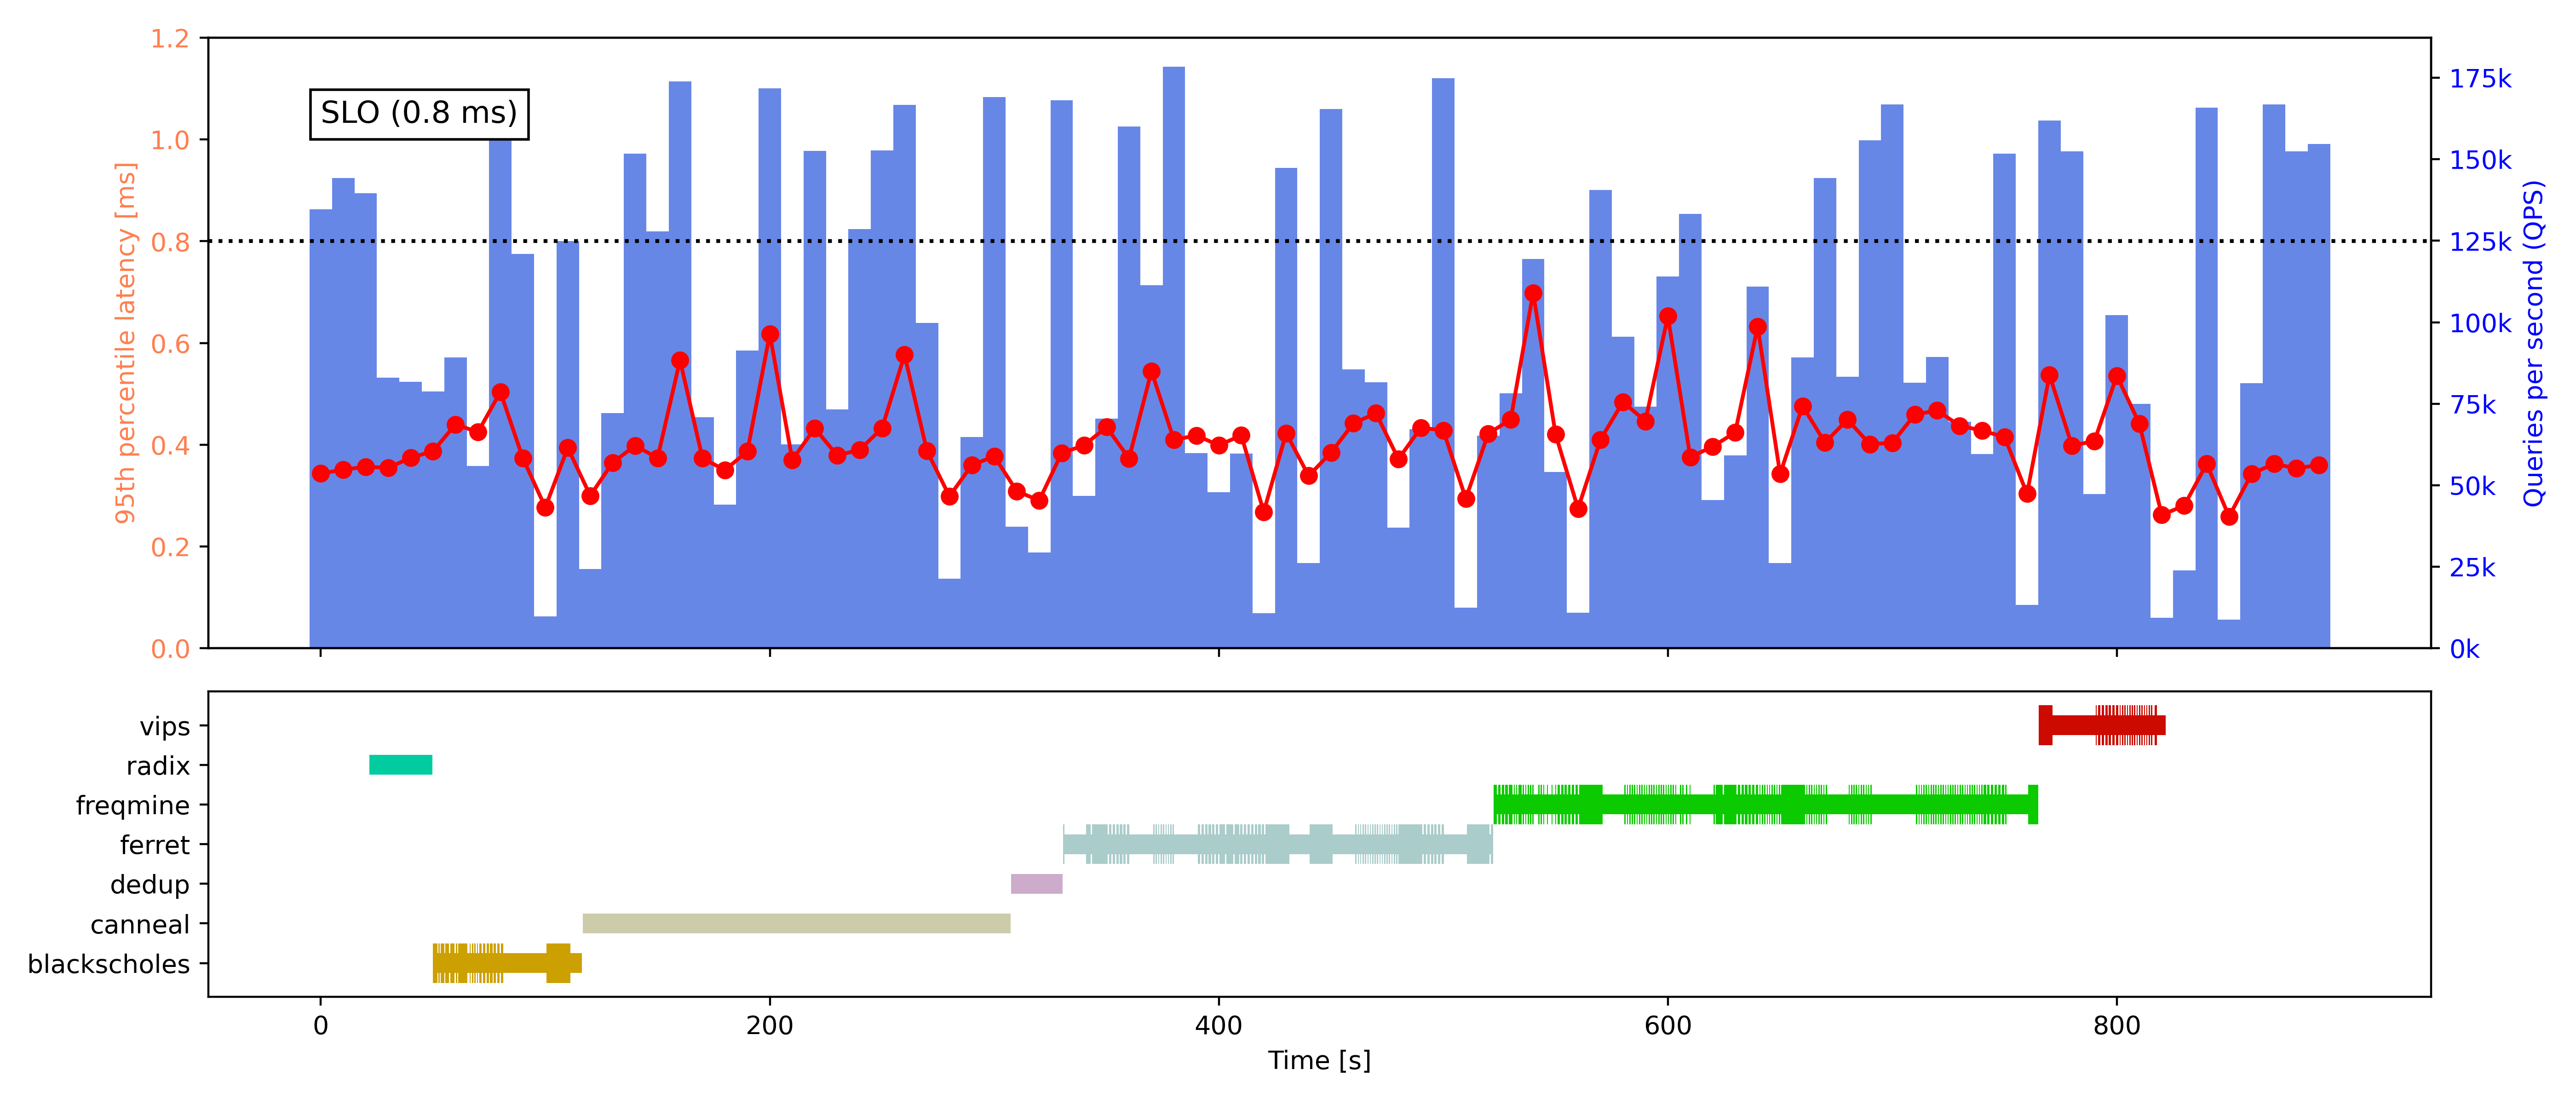 1.2
1.0
0.8
0.6
0.4
0.2
0.0
95th percentile latency [ms]
SLO (0.8 ms)
175k
150k
125k
100k
75k
50k
25k
0k
Queries per second (QPS)
vips
radix
freqmine
ferret
dedup
canneal
blackscholes
0 200 400 600 800
Time [s]